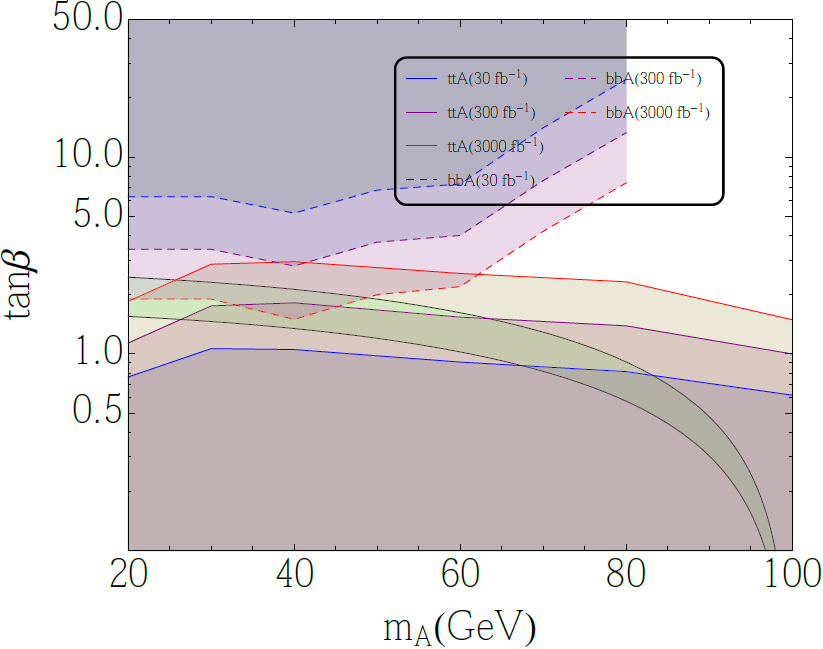 50.0
10.0
5.0
1.0
0.5
tanβ
ttA(30 fb⁻¹) bbA(300 fb⁻¹)
ttA(300 fb⁻¹) bbA(3000 fb⁻¹)
ttA(3000 fb⁻¹)
bbA(30 fb⁻¹)
20 40 60 80 100
m_A(GeV)